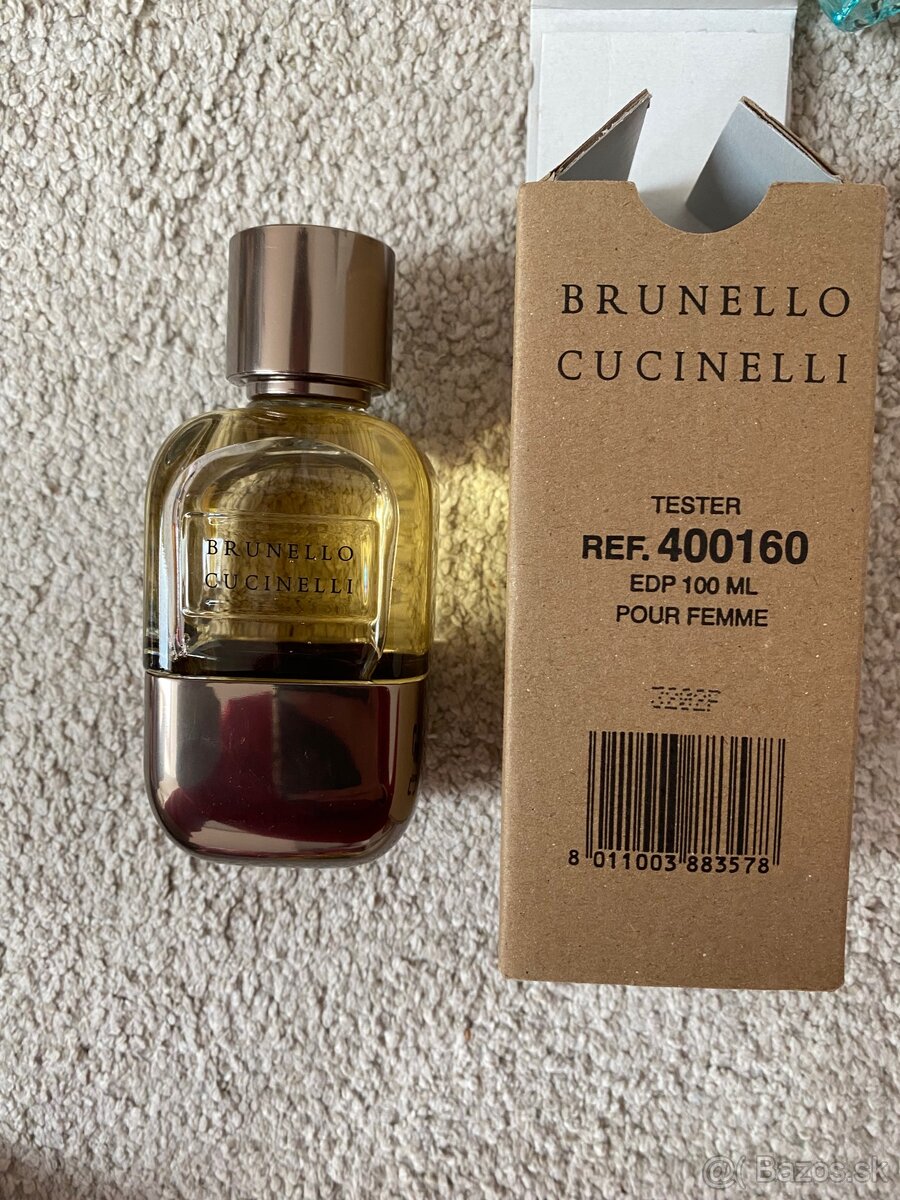 BRUNELLO
CUCINELLI
BRUNELLO
CUCINELLI
TESTER
REF. 400160
EDP 100 ML
POUR FEMME
8 011003 883578
@( Bazos.sk